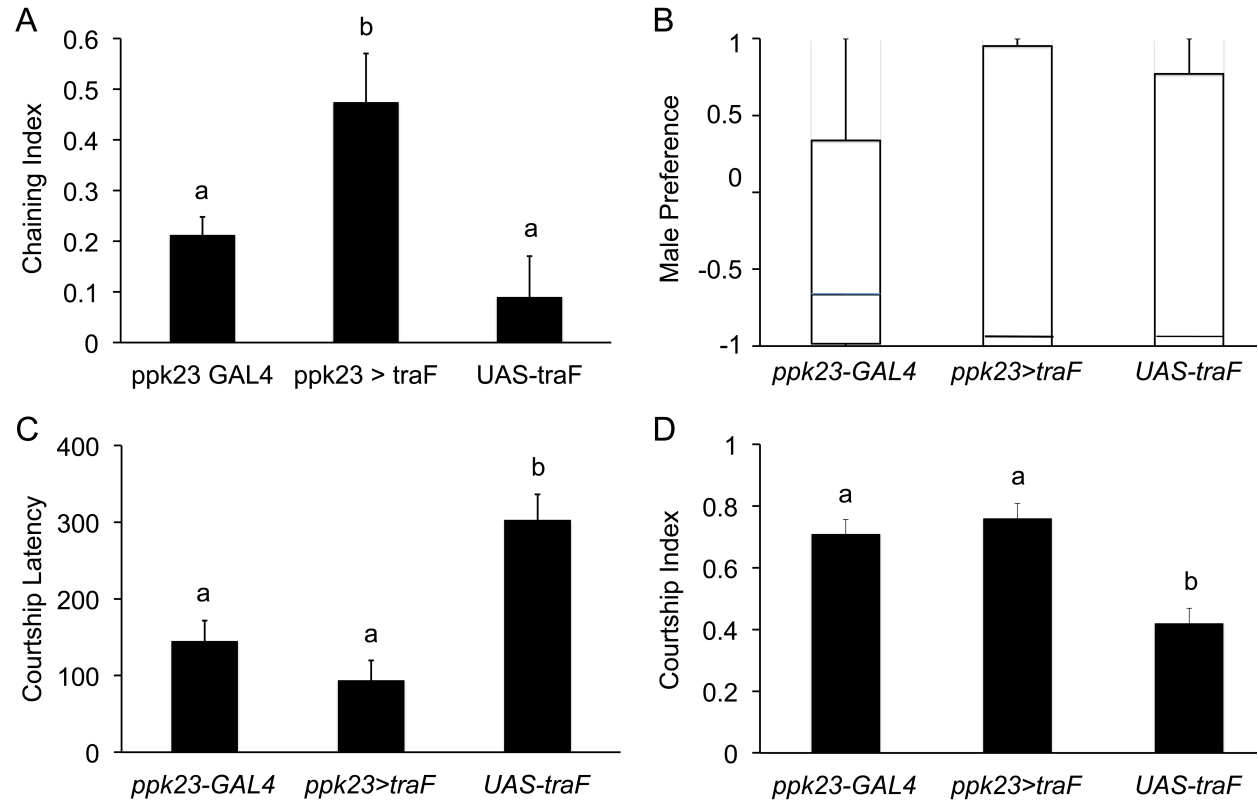 A
Chaining Index
0.6
0.5
0.4
0.3
0.2
0.1
0
a
b
a
ppk23 GAL4
ppk23 > traF
UAS-traF
B
Male Preference
1
0.5
0
-0.5
-1
ppk23-GAL4
ppk23>traF
UAS-traF
C
Courtship Latency
400
300
200
100
0
a
a
b
ppk23-GAL4
ppk23>traF
UAS-traF
D
Courtship Index
1
0.8
0.6
0.4
0.2
0
a
a
b
ppk23-GAL4
ppk23>traF
UAS-traF